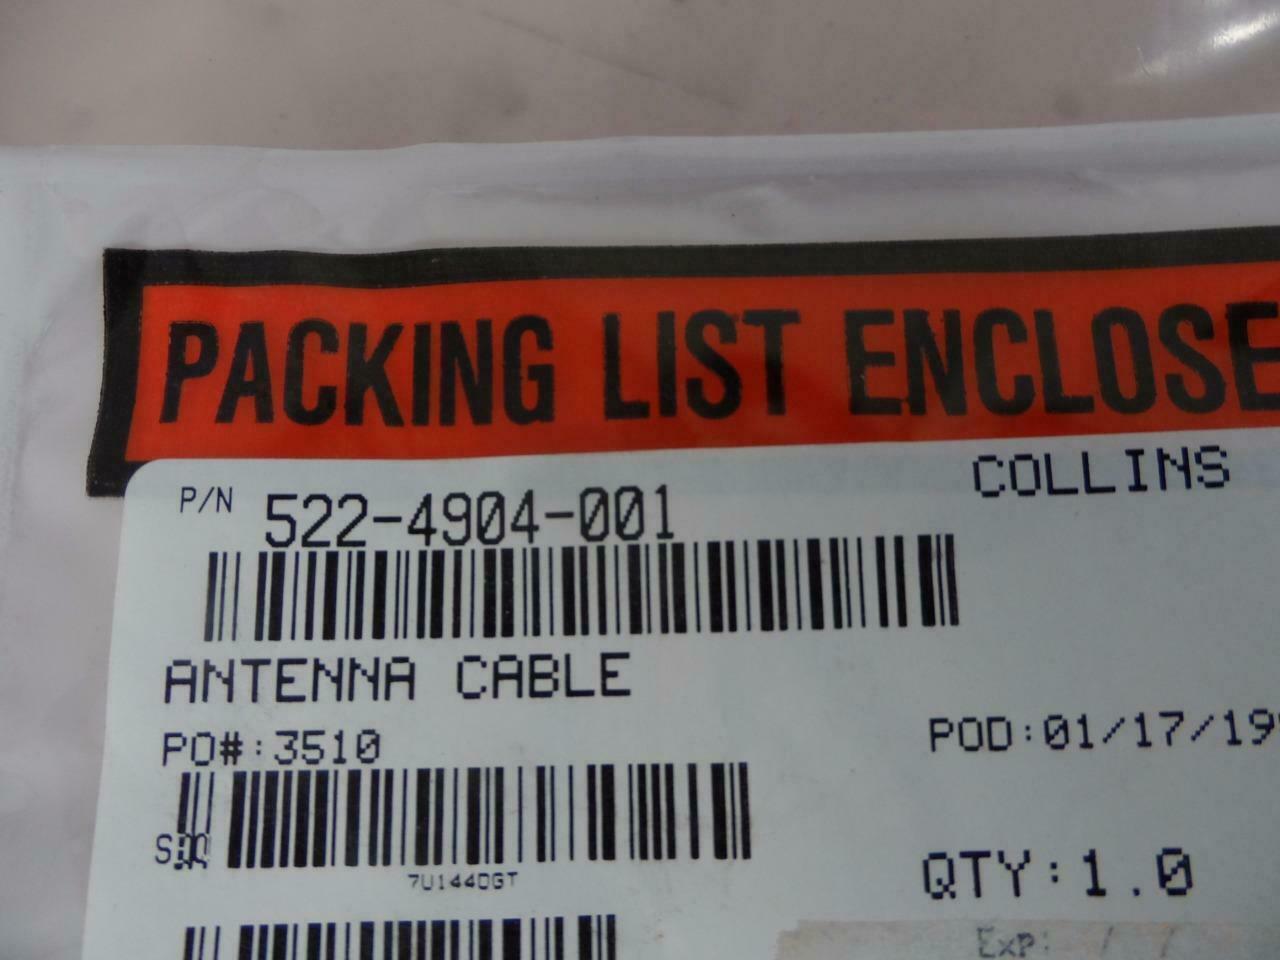 PACKING LIST ENCLOSE
COLLINS
P/N 522-4904-001
ANTENNA CABLE
PO#:3510
POD:01/17/19
7U144DGT
QTY:1.0
Exp: / /